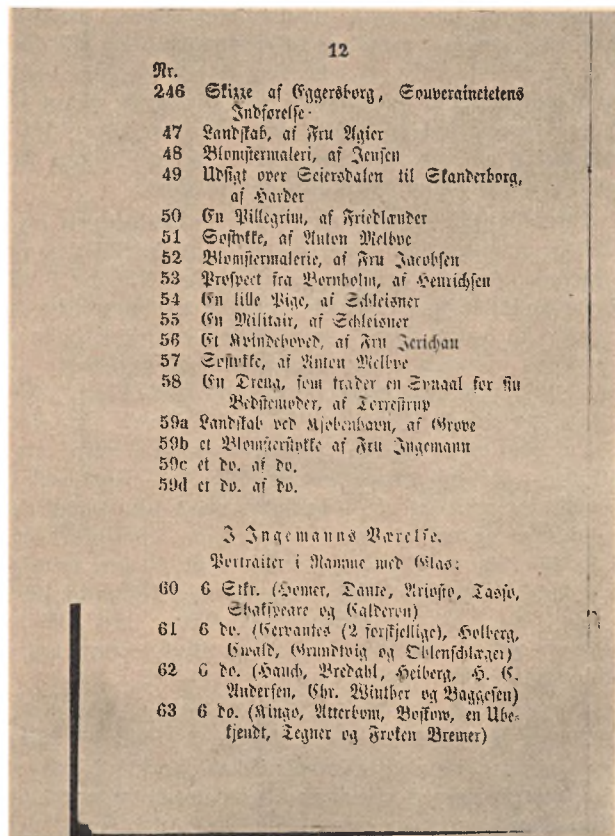 12
Nr.
246 Skizze af Eggersborg, Souverainetetens
Indførelse.
47 Landskab, af Fru Agier
48 Blomstermaleri, af Jensen
49 Udsigt over Seiersdalen til Skanderborg,
af Harder
50 En Pillegrim, af Friedlænder
51 Søstykke, af Anton Melbye
52 Blomstermalerie, af Fru Jacobsen
53 Prospect fra Bornholm, af Henrichsen
54 En lille Pige, af Schleisner
55 En Militair, af Schleisner
56 Et Kvindehoved, af Fru Jerichau
57 Søstykke, af Anton Melbye
58 En Dreng, som træder en Synaal for sin
Bedstemoder, af Terrestrup
59a Landskab ved Kjøbenhavn, af Grove
59b et Blomsterstykke af Fru Ingemann
59c et do. af do.
59d et do. af do.
I Ingemanns Værelse.
Portraiter i Ramme med Glas:
60 6 Stkr. (Homer, Dante, Ariosto, Tasso,
Shakspeare og Calderon)
61 6 do. (Cervantes (2 forskjellige), Holberg,
Ewald, Grundtvig og Ohlenschlæger)
62 6 do. (Hauch, Bredahl, Heiberg, H. C.
Andersen, Chr. Winther og Baggesen)
63 6 do. (Kingo, Atterbom, Beskow, en Ube-
kjendt, Tegner og Frøken Bremer)